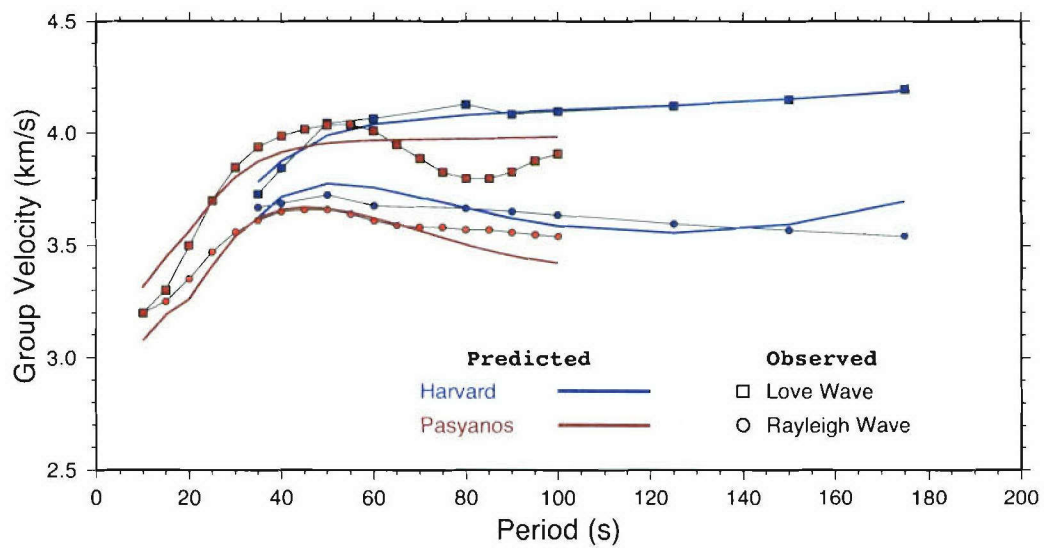 4.5
4.0
3.5
3.0
2.5
Group Velocity (km/s)
Predicted Observed
Harvard Love Wave
Pasyanos Rayleigh Wave
0 20 40 60 80 100 120 140 160 180 200
Period (s)